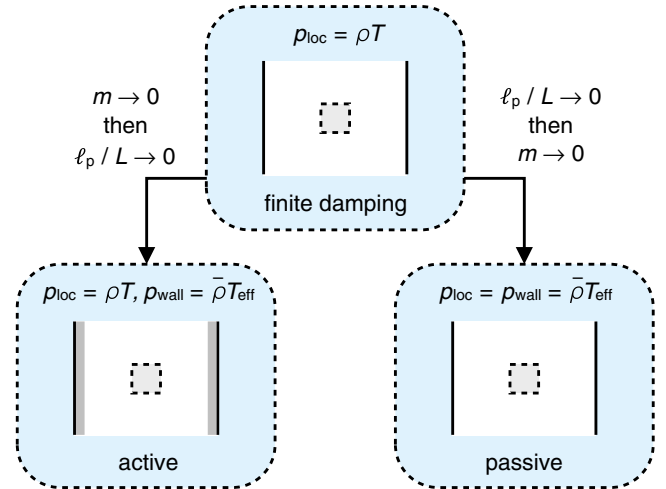 p_loc = ρT
m → 0
then
ℓ_p / L → 0
ℓ_p / L → 0
then
m → 0
finite damping
p_loc = ρT, p_wall = ρ̄T_eff
p_loc = p_wall = ρ̄T_eff
active
passive